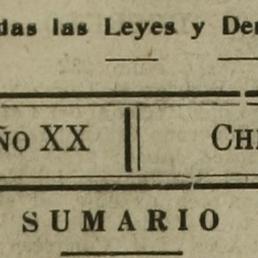 das las Leyes y De
ño XX Ch
SUMARIO